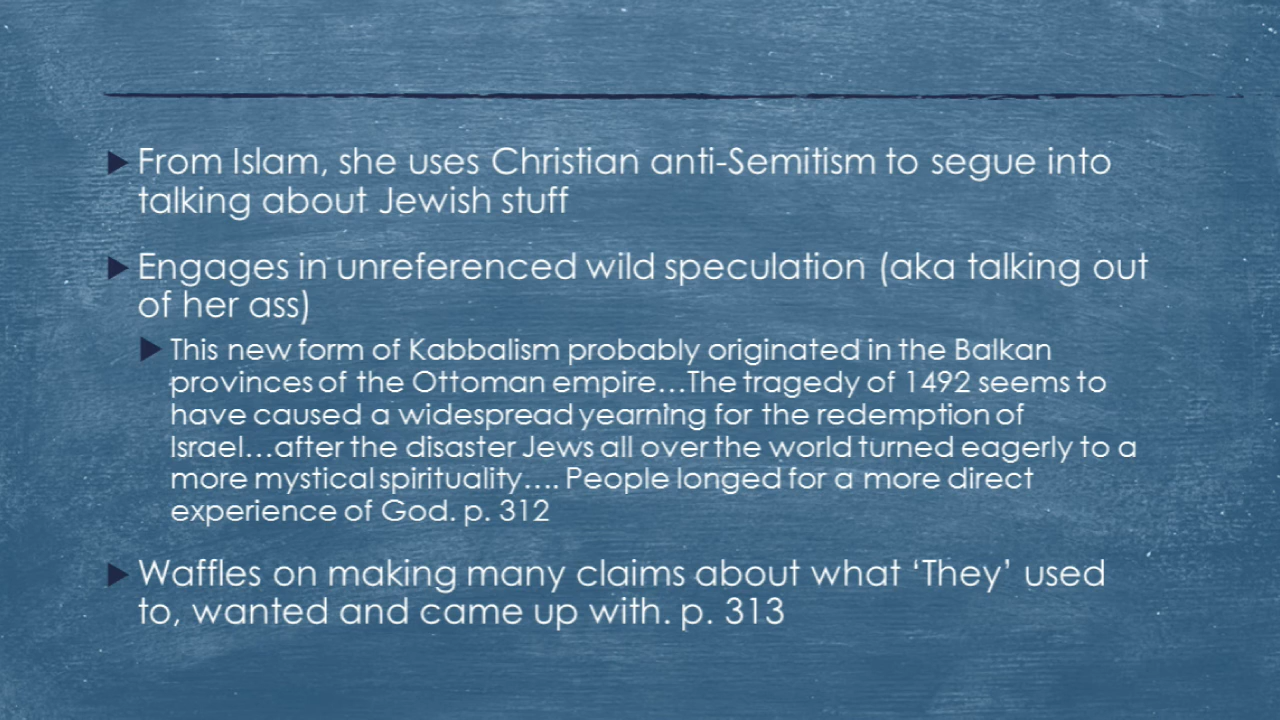 From Islam, she uses Christian anti-Semitism to segue into
talking about Jewish stuff
Engages in unreferenced wild speculation (aka talking out
of her ass)
This new form of Kabbalism probably originated in the Balkan
provinces of the Ottoman empire…The tragedy of 1492 seems to
have caused a widespread yearning for the redemption of
Israel…after the disaster Jews all over the world turned eagerly to a
more mystical spirituality…. People longed for a more direct
experience of God. p. 312
Waffles on making many claims about what ‘They’ used
to, wanted and came up with. p. 313